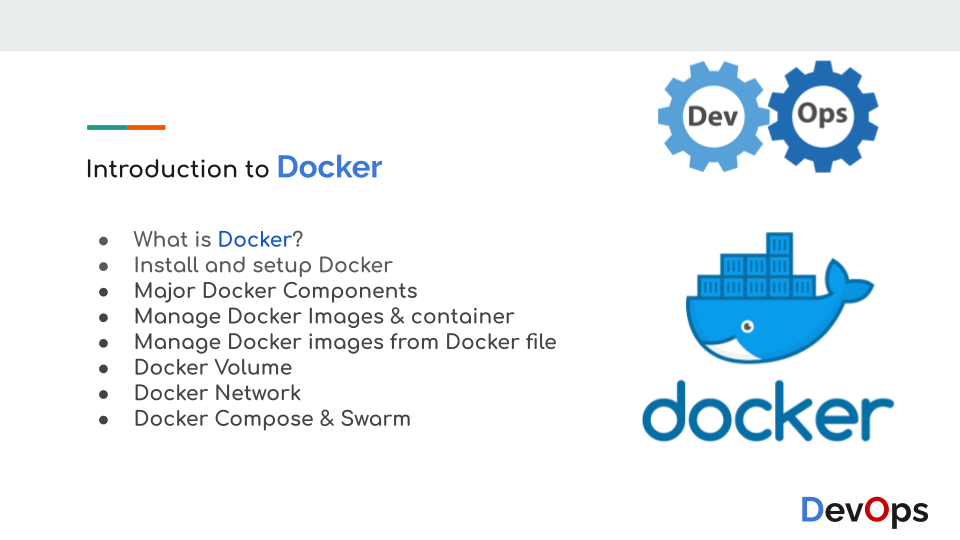 Dev Ops
Introduction to Docker
● What is Docker?
● Install and setup Docker
● Major Docker Components
● Manage Docker Images & container
● Manage Docker images from Docker file
● Docker Volume
● Docker Network
● Docker Compose & Swarm
docker
DevOps